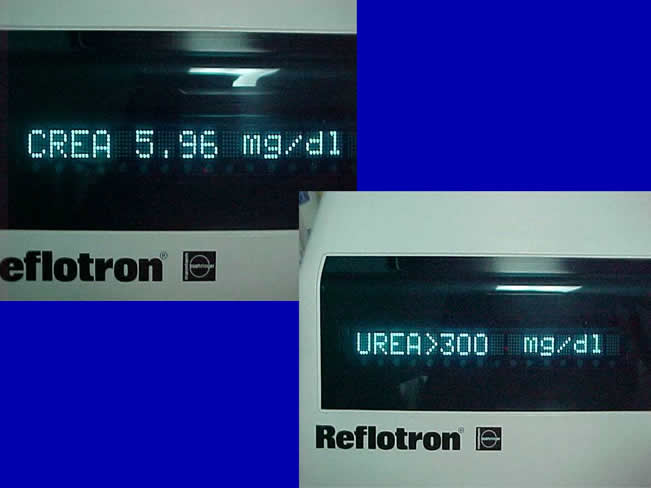 CREA 5.96 mg/dl
eflotron®
UREA>300 mg/dl
Reflotron®